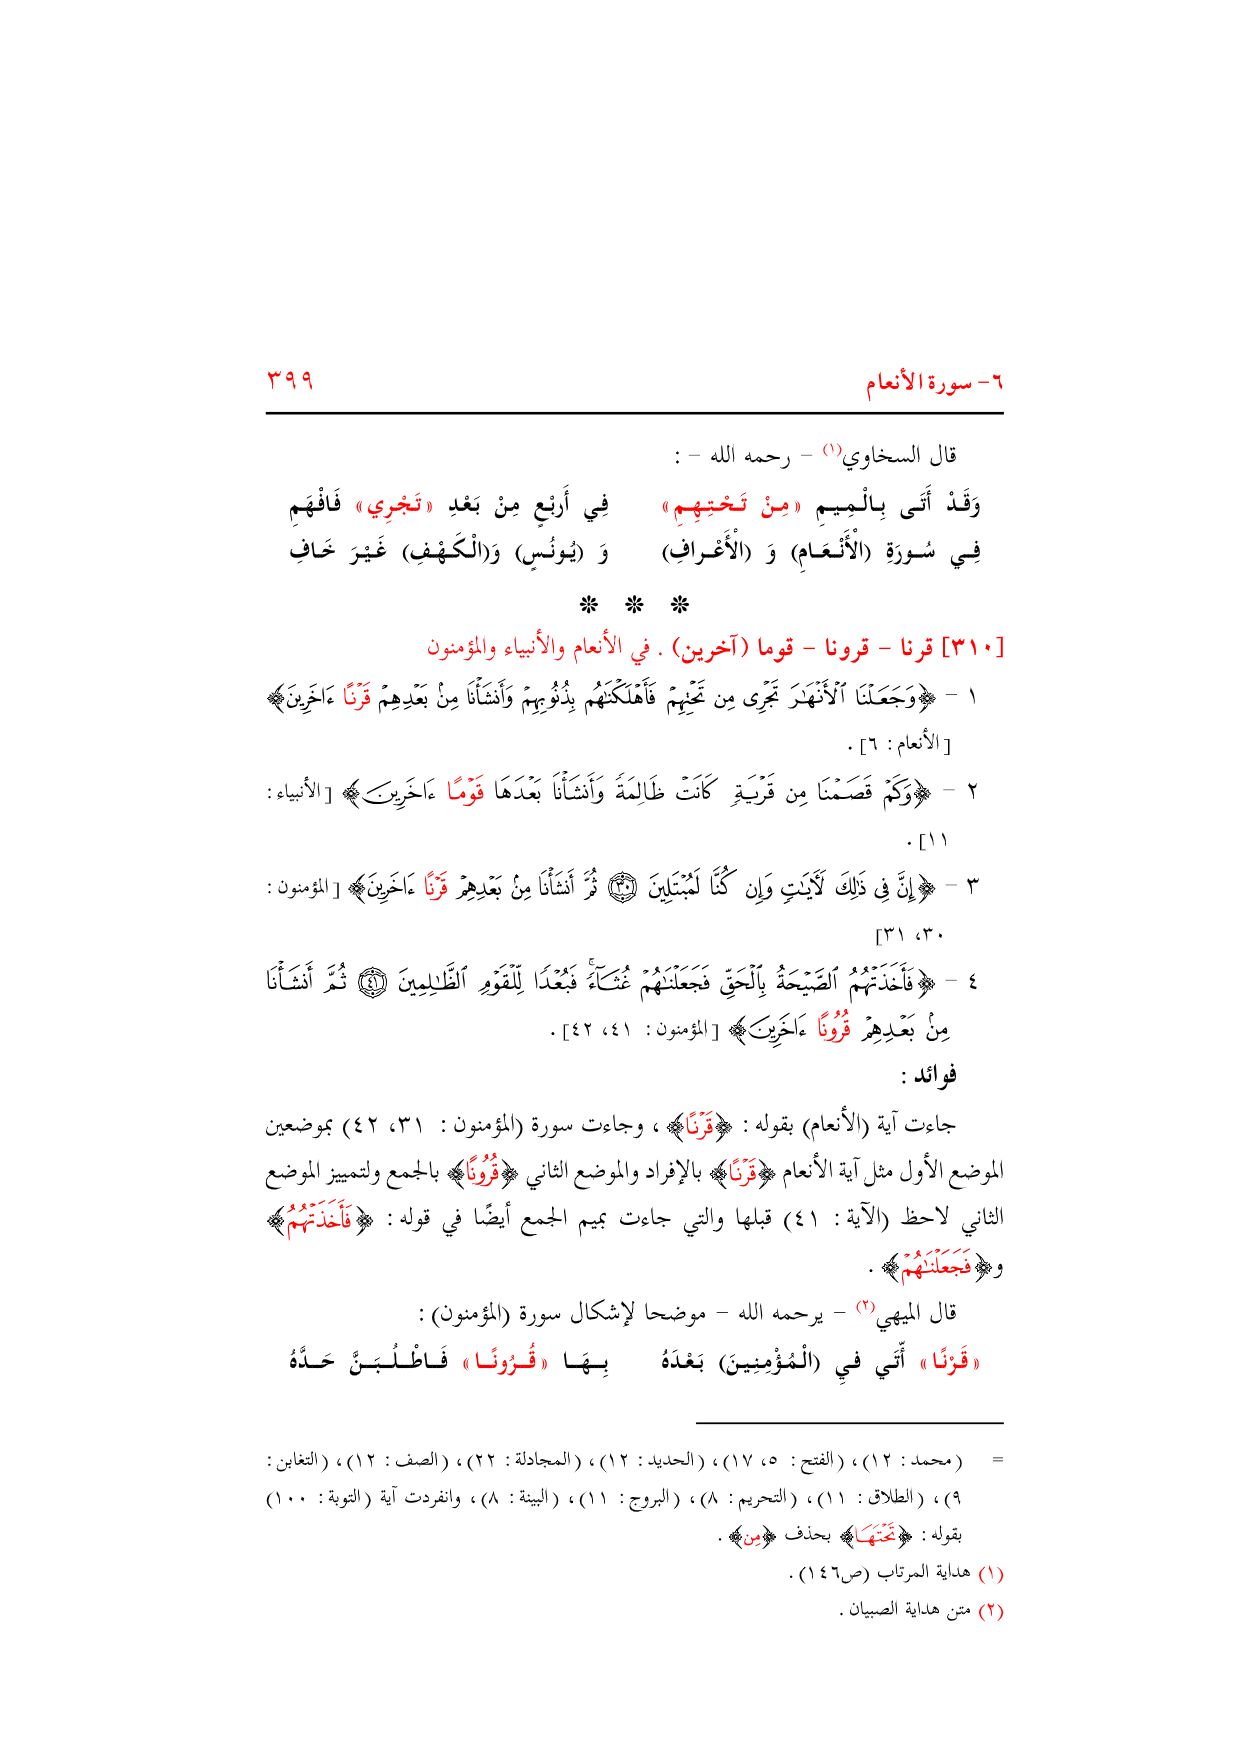 ٦- سورة الأنعام ٣٩٩
قال السخاوي(١) – رحمه الله – :
وَقَدْ أَتَى بِالْمِيمِ «مِنْ تَحْتِهِمِ» فِي أَرْبَعٍ مِنْ بَعْدِ «تَجْرِي» فَافْهَمِ
فِي سُورَةِ (الْأَنْعَامِ) وَ (الْأَعْرافِ) وَ (يُونُسٍ) وَ(الْكَهْفِ) غَيْرَ خَافِ
* * *
[٣١٠] قرنا – قرونا – قوما (آخرين) . في الأنعام والأنبياء والمؤمنون
١ – ﴿وَجَعَلْنَا ٱلْأَنْهَٰرَ تَجْرِى مِن تَحْتِهِمْ فَأَهْلَكْنَٰهُم بِذُنُوبِهِمْ وَأَنشَأْنَا مِنۢ بَعْدِهِمْ قَرْنًا ءَاخَرِينَ﴾
[الأنعام : ٦] .
٢ – ﴿وَكَمْ قَصَمْنَا مِن قَرْيَةٍ كَانَتْ ظَالِمَةً وَأَنشَأْنَا بَعْدَهَا قَوْمًا ءَاخَرِينَ﴾ [الأنبياء :
١١] .
٣ – ﴿إِنَّ فِى ذَٰلِكَ لَـَٔايَٰتٍ وَإِن كُنَّا لَمُبْتَلِينَ ۝٣٠ ثُمَّ أَنشَأْنَا مِنۢ بَعْدِهِمْ قَرْنًا ءَاخَرِينَ﴾ [المؤمنون :
٣٠، ٣١]
٤ – ﴿فَأَخَذَتْهُمُ ٱلصَّيْحَةُ بِٱلْحَقِّ فَجَعَلْنَٰهُمْ غُثَآءً ۚ فَبُعْدًا لِّلْقَوْمِ ٱلظَّٰلِمِينَ ۝٤١ ثُمَّ أَنشَأْنَا
مِنۢ بَعْدِهِمْ قُرُونًا ءَاخَرِينَ﴾ [المؤمنون : ٤١، ٤٢] .
فوائد :
جاءت آية (الأنعام) بقوله : ﴿قَرْنًا﴾ ، وجاءت سورة (المؤمنون : ٣١، ٤٢) بموضعين
الموضع الأول مثل آية الأنعام ﴿قَرْنًا﴾ بالإفراد والموضع الثاني ﴿قُرُونًا﴾ بالجمع ولتمييز الموضع
الثاني لاحظ (الآية : ٤١) قبلها والتي جاءت بميم الجمع أيضًا في قوله : ﴿فَأَخَذَتْهُمُ﴾
و﴿فَجَعَلْنَٰهُمْ﴾ .
قال الميهي(٢) – يرحمه الله – موضحا لإشكال سورة (المؤمنون) :
«قَرْنًا» أَتَى فِي (الْمُؤْمِنِينَ) بَعْدَهُ بِهَا «قُرُونًا» فَاطْلُبَنَّ حَدَّهُ
= (محمد : ١٢)، (الفتح : ٥، ١٧)، (الحديد : ١٢)، (المجادلة : ٢٢)، (الصف : ١٢)، (التغابن :
٩)، (الطلاق : ١١)، (التحريم : ٨)، (البروج : ١١)، (البينة : ٨)، وانفردت آية (التوبة : ١٠٠)
بقوله : ﴿تَحْتَهَا﴾ بحذف ﴿مِن﴾ .
(١) هداية المرتاب (ص١٤٦) .
(٢) متن هداية الصبيان .